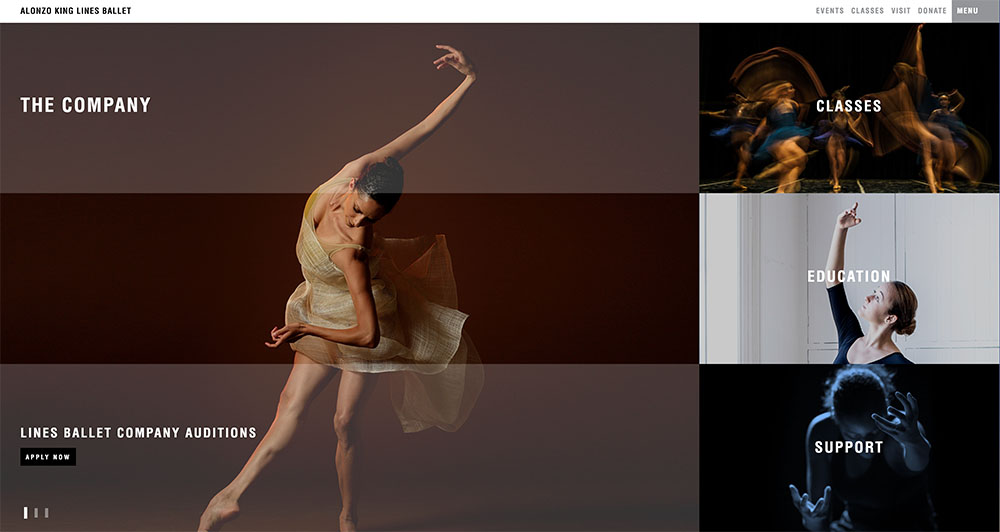 ALONZO KING LINES BALLET
EVENTS CLASSES VISIT DONATE MENU
THE COMPANY
CLASSES
EDUCATION
LINES BALLET COMPANY AUDITIONS
APPLY NOW
SUPPORT